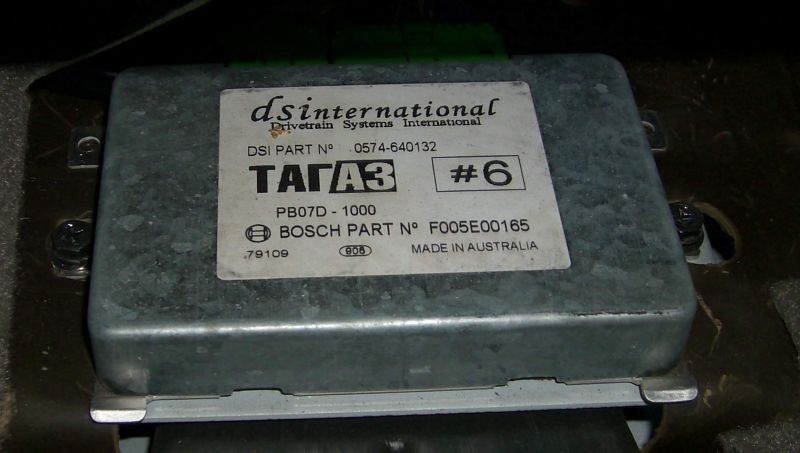 dsinternational
Drivetrain Systems International
DSI PART Nº 0574-640132
ТАГАЗ #6
PB07D - 1000
BOSCH PART Nº F005E00165
79109 906 MADE IN AUSTRALIA